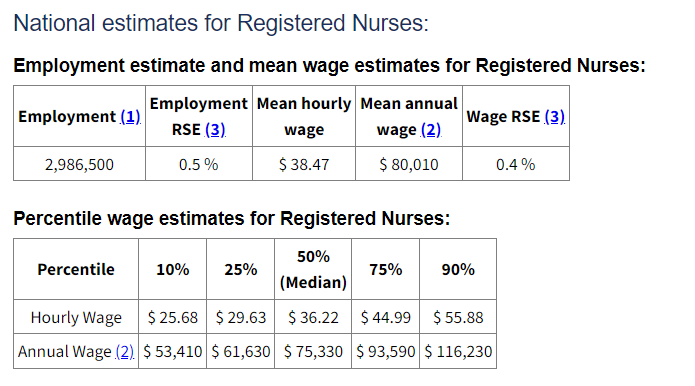 National estimates for Registered Nurses:
Employment estimate and mean wage estimates for Registered Nurses:
Employment (1) Employment RSE (3) Mean hourly wage Mean annual wage (2) Wage RSE (3)
2,986,500 0.5 % $ 38.47 $ 80,010 0.4 %
Percentile wage estimates for Registered Nurses:
Percentile 10% 25% 50% (Median) 75% 90%
Hourly Wage $ 25.68 $ 29.63 $ 36.22 $ 44.99 $ 55.88
Annual Wage (2) $ 53,410 $ 61,630 $ 75,330 $ 93,590 $ 116,230